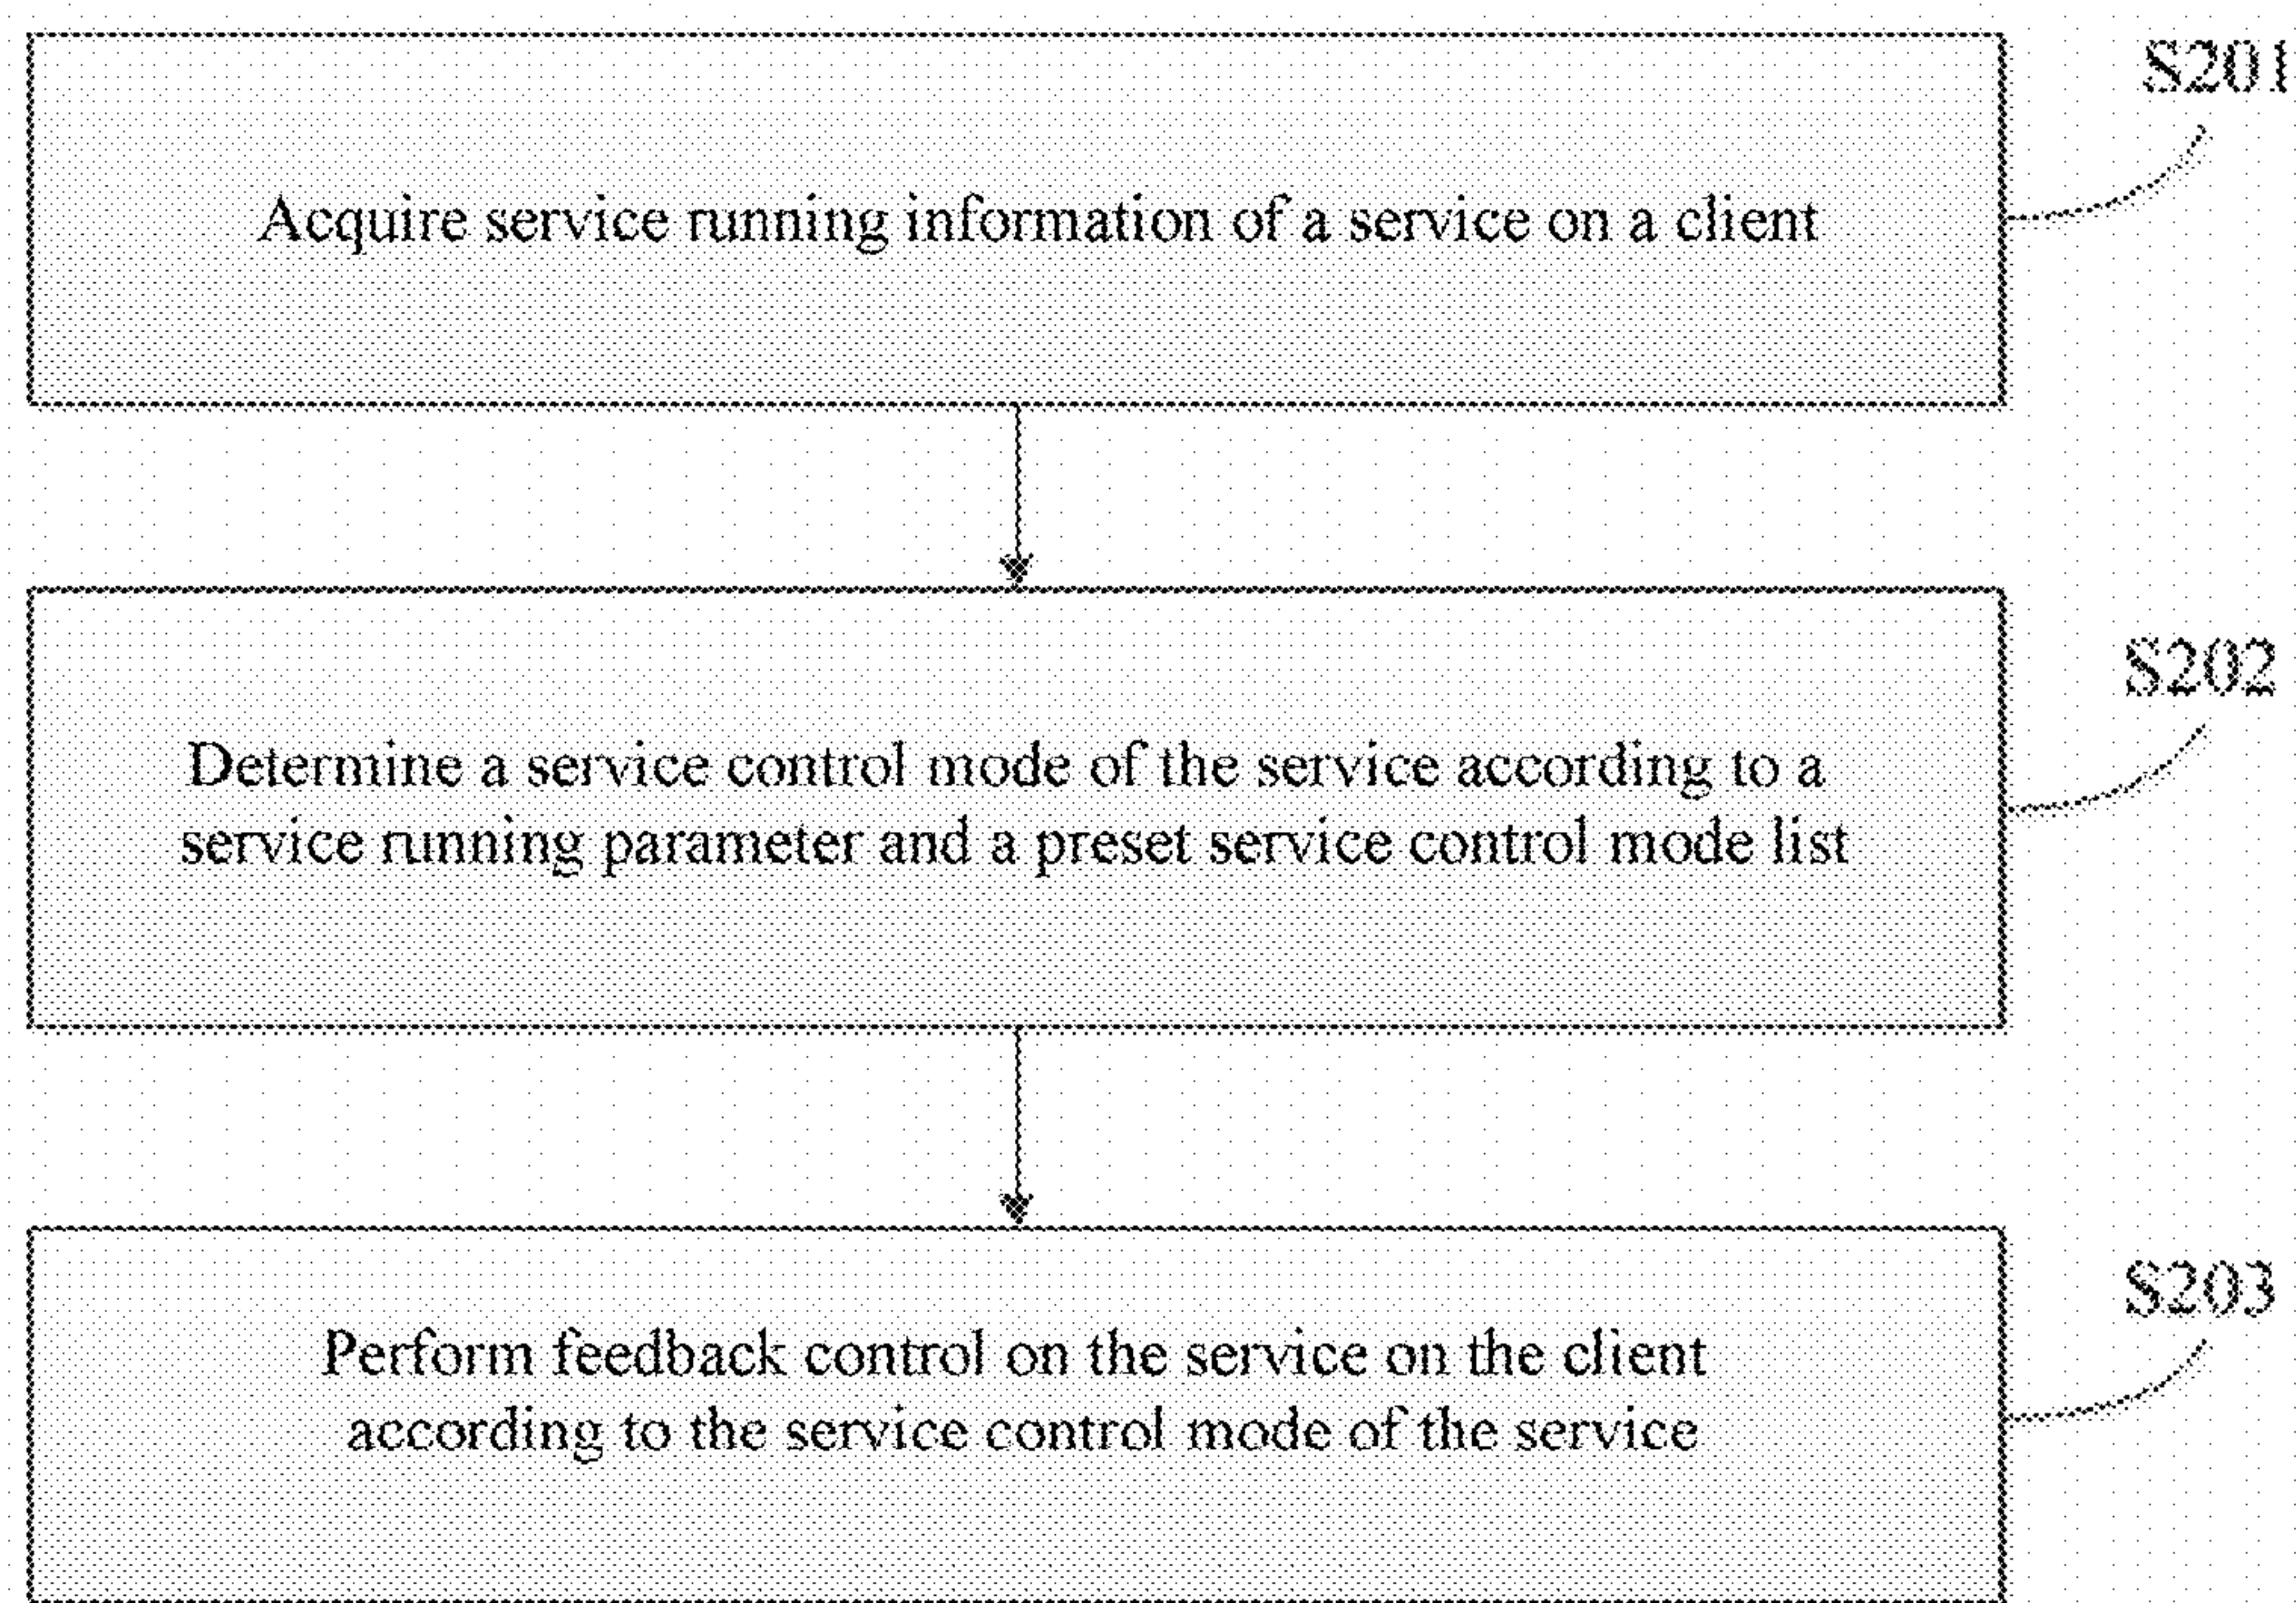 S201
Acquire service running information of a service on a client
S202
Determine a service control mode of the service according to a
service running parameter and a preset service control mode list
S203
Perform feedback control on the service on the client
according to the service control mode of the service